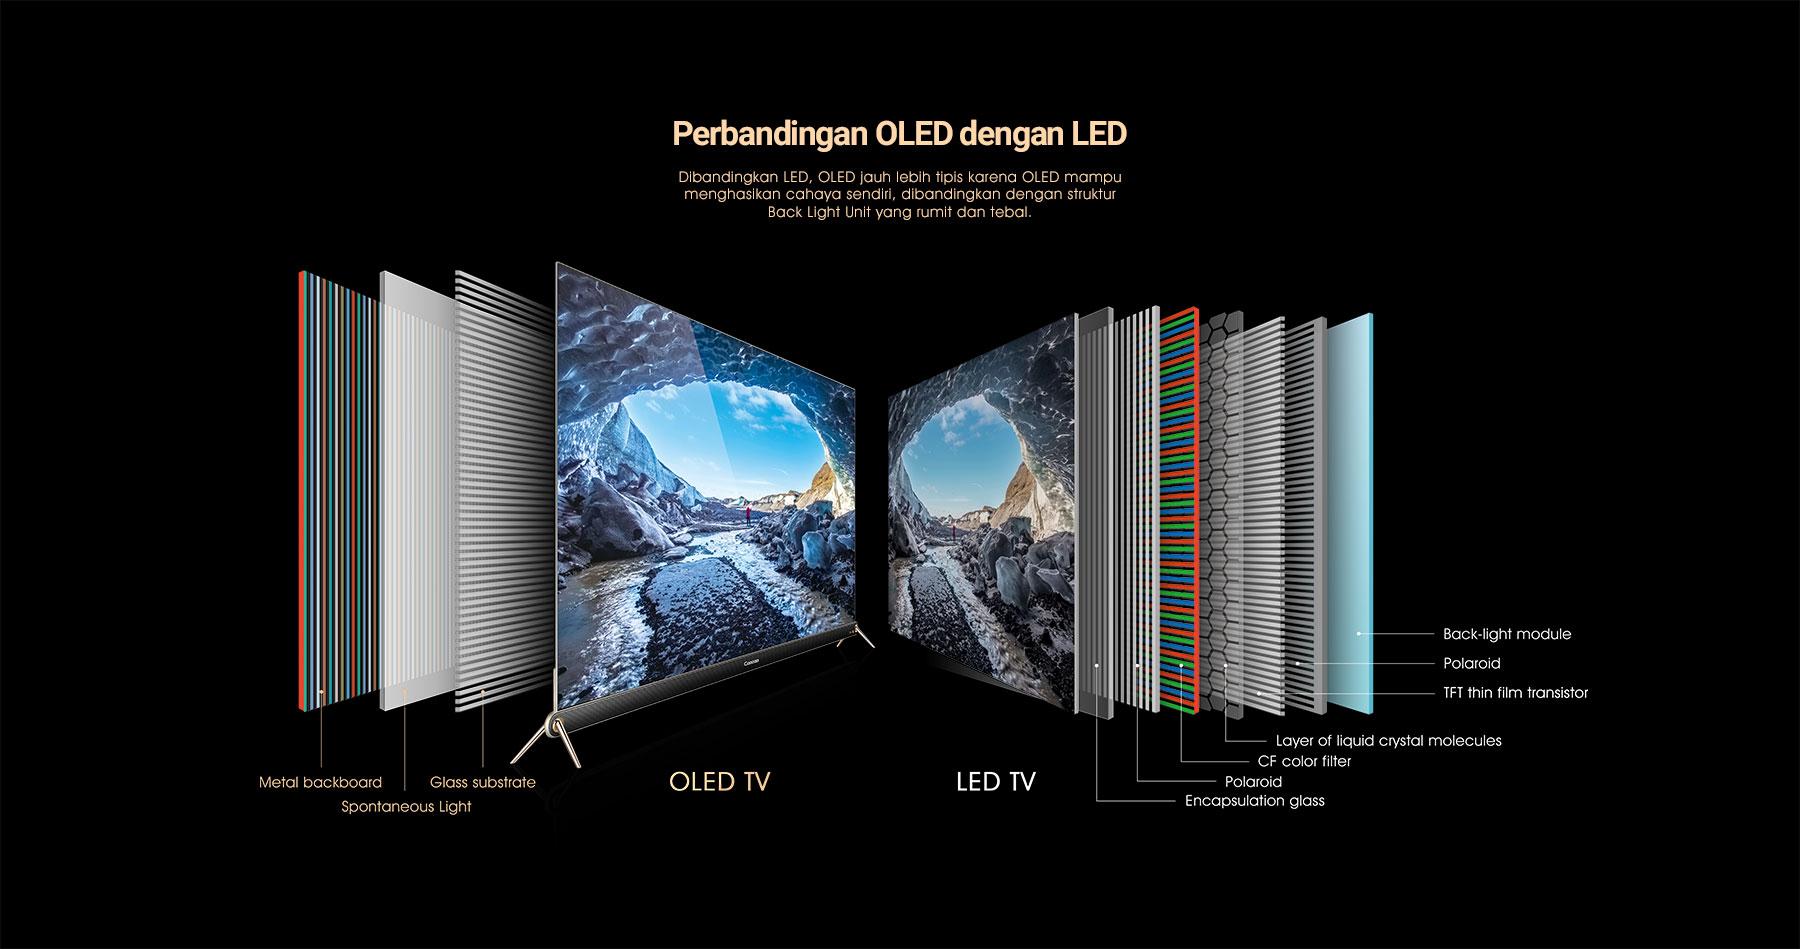 Perbandingan OLED dengan LED
Dibandingkan LED, OLED jauh lebih tipis karena OLED mampu
menghasikan cahaya sendiri, dibandingkan dengan struktur
Back Light Unit yang rumit dan tebal.
Coocaa
Metal backboard
Spontaneous Light
Glass substrate
OLED TV
LED TV
Back-light module
Polaroid
TFT thin film transistor
Layer of liquid crystal molecules
CF color filter
Polaroid
Encapsulation glass